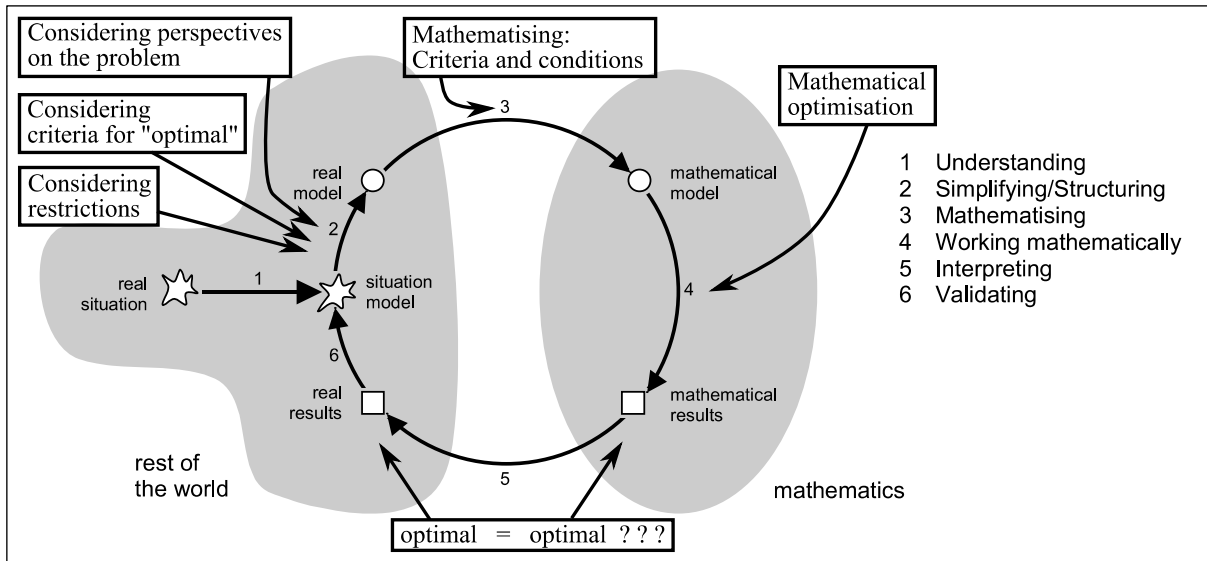 Considering perspectives
on the problem
Mathematising:
Criteria and conditions
Considering
criteria for "optimal"
Considering
restrictions
Mathematical
optimisation
3
real
model
mathematical
model
2
1
real
situation
situation
model
4
6
real
results
mathematical
results
5
rest of
the world
mathematics
optimal = optimal ? ? ?
1 Understanding
2 Simplifying/Structuring
3 Mathematising
4 Working mathematically
5 Interpreting
6 Validating